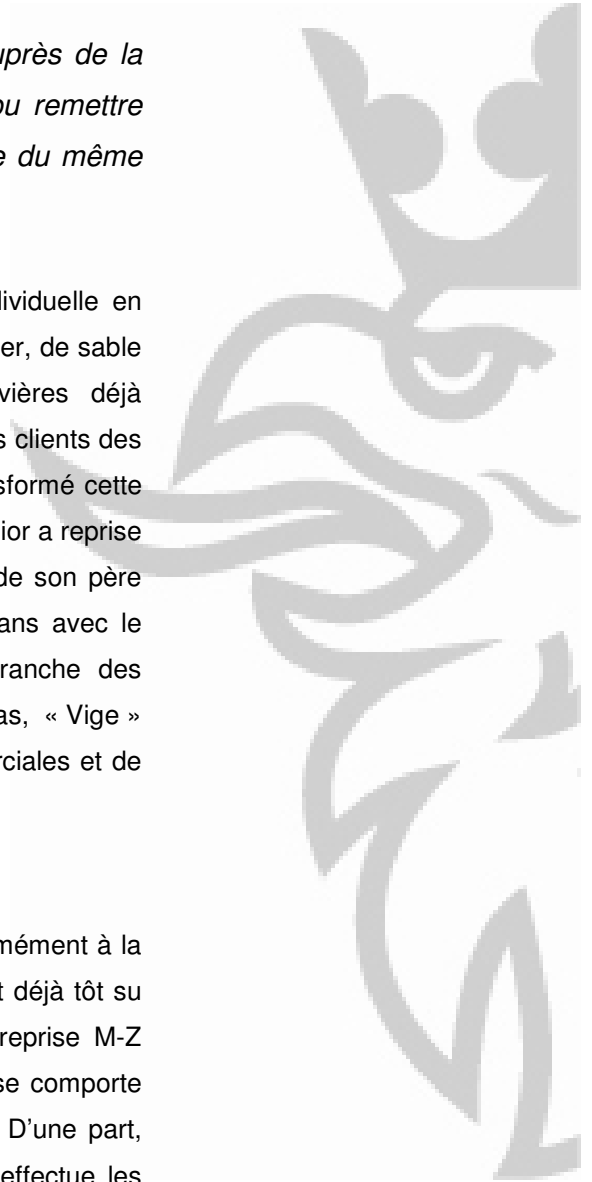 uprès de la
ou remettre
e du même
dividuelle en
er, de sable
vières déjà
s clients des
sformé cette
ior a reprise
de son père
ans avec le
ranche des
as, « Vige »
rciales et de
mément à la
t déjà tôt su
reprise M-Z
se comporte
D'une part,
effectue les